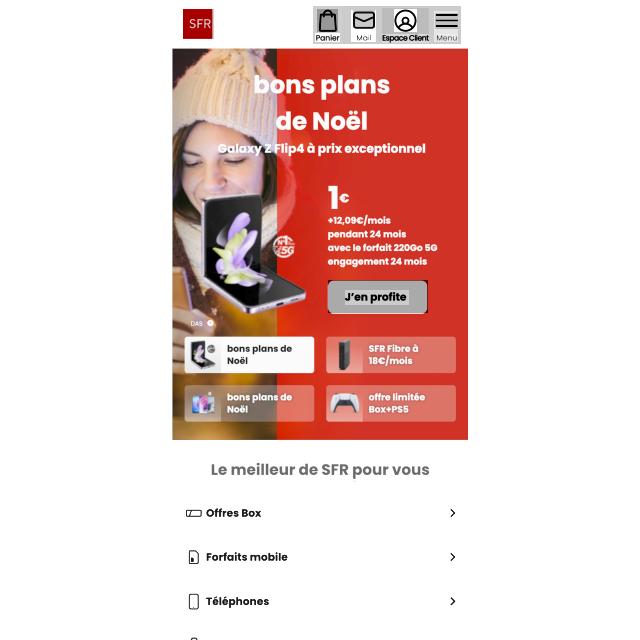 SFR
Panier
Mail
Espace Client
Menu
bons plans
de Noël
Galaxy Z Flip4 à prix exceptionnel
1€
+12,09€/mois
pendant 24 mois
avec le forfait 220Go 5G
engagement 24 mois
N°1
5G
J'en profite
DAS
bons plans de
Noël
SFR Fibre à
18€/mois
bons plans de
Noël
offre limitée
Box+PS5
Le meilleur de SFR pour vous
Offres Box
Forfaits mobile
Téléphones